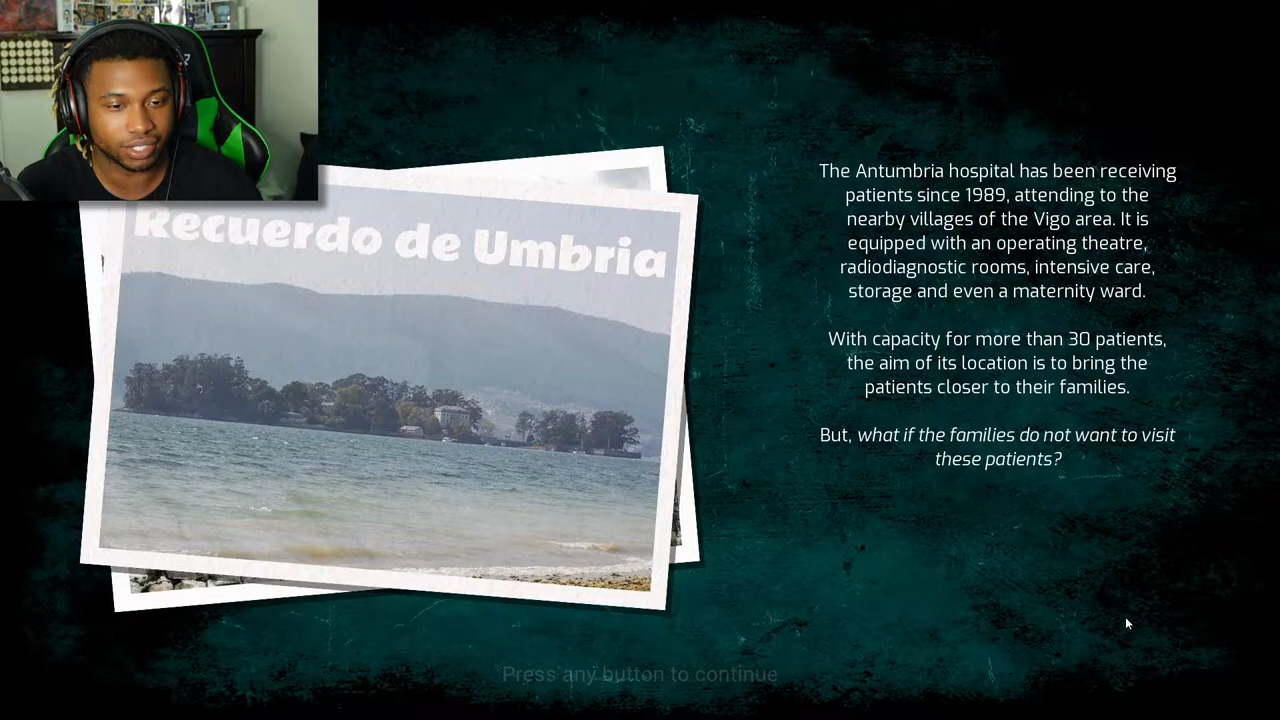 Recuerdo de Umbria
The Antumbria hospital has been receiving
patients since 1989, attending to the
nearby villages of the Vigo area. It is
equipped with an operating theatre,
radiodiagnostic rooms, intensive care,
storage and even a maternity ward.
With capacity for more than 30 patients,
the aim of its location is to bring the
patients closer to their families.
But, what if the families do not want to visit
these patients?
Press any button to continue